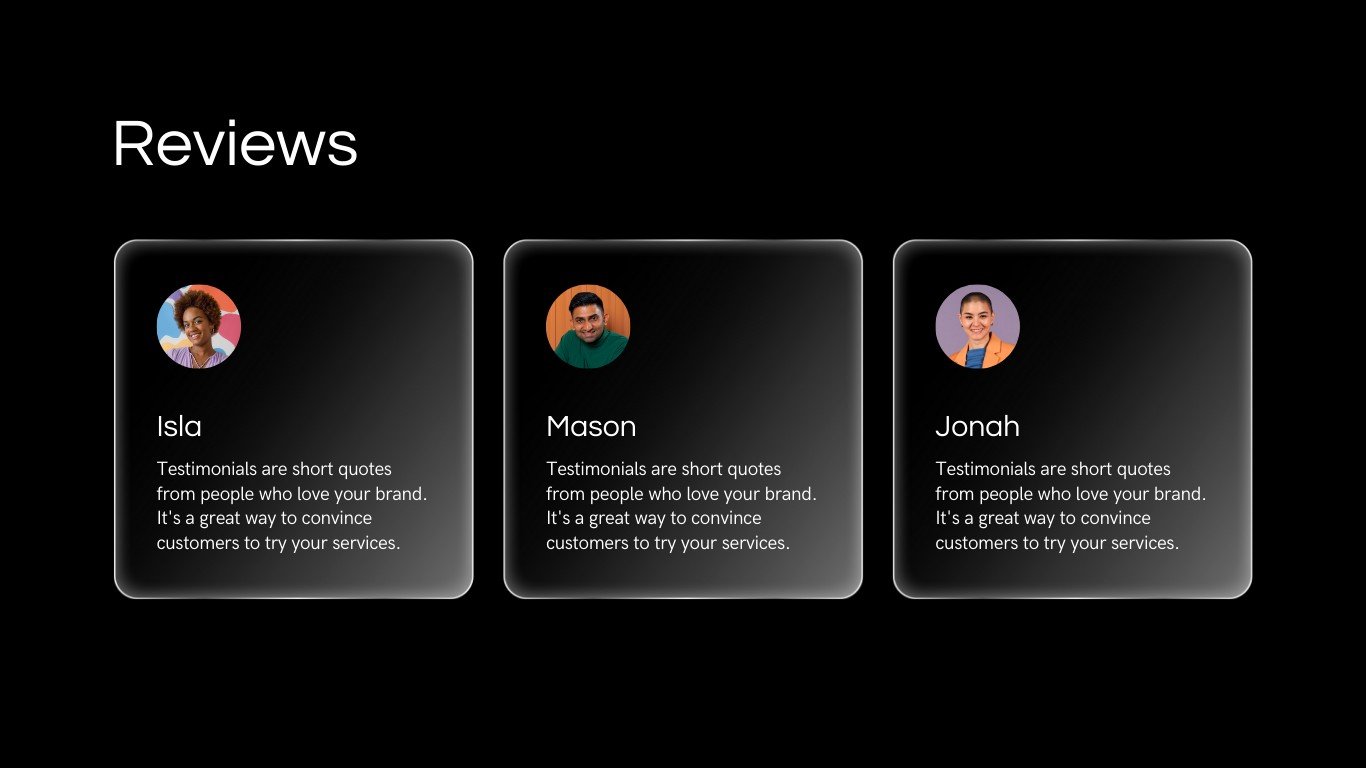 Reviews
Isla
Testimonials are short quotes
from people who love your brand.
It's a great way to convince
customers to try your services.
Mason
Testimonials are short quotes
from people who love your brand.
It's a great way to convince
customers to try your services.
Jonah
Testimonials are short quotes
from people who love your brand.
It's a great way to convince
customers to try your services.